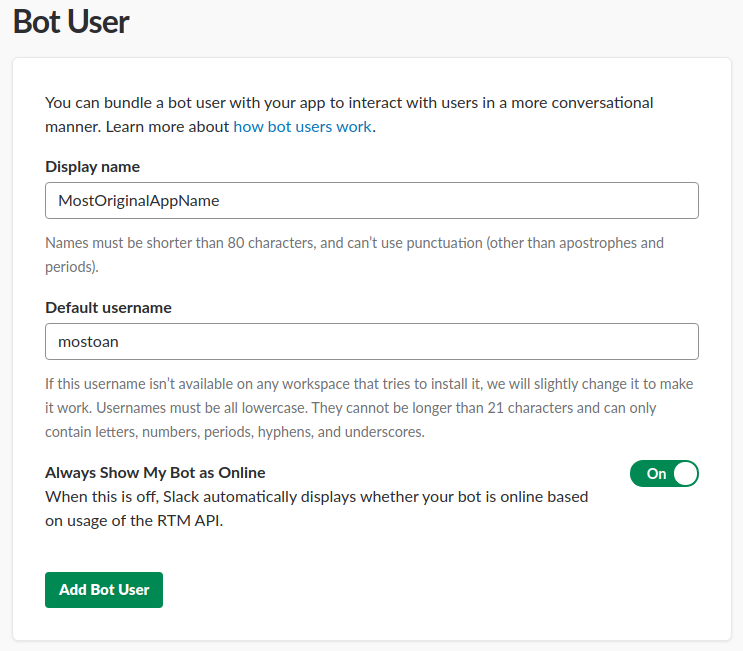 Bot User
You can bundle a bot user with your app to interact with users in a more conversational
manner. Learn more about how bot users work.
Display name
MostOriginalAppName
Names must be shorter than 80 characters, and can’t use punctuation (other than apostrophes and
periods).
Default username
mostoan
If this username isn’t available on any workspace that tries to install it, we will slightly change it to make
it work. Usernames must be all lowercase. They cannot be longer than 21 characters and can only
contain letters, numbers, periods, hyphens, and underscores.
Always Show My Bot as Online
On
When this is off, Slack automatically displays whether your bot is online based
on usage of the RTM API.
Add Bot User